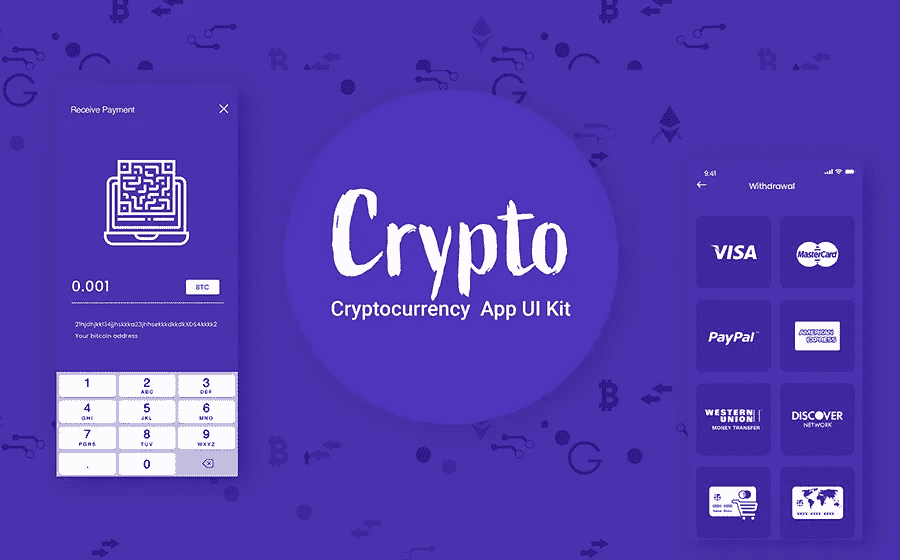 Receive Payment
0.001
BTC
Your bitcoin address
1
2
ABC
3
DEF
4
GHI
5
JKL
6
MNO
7
PQRS
8
TUV
9
WXYZ
.
0
Crypto
Cryptocurrency App UI Kit
9:41
Withdrawal
VISA
MasterCard
PayPal
AMERICAN
EXPRESS
WESTERN
UNION
MONEY TRANSFER
DISCOVER
NETWORK